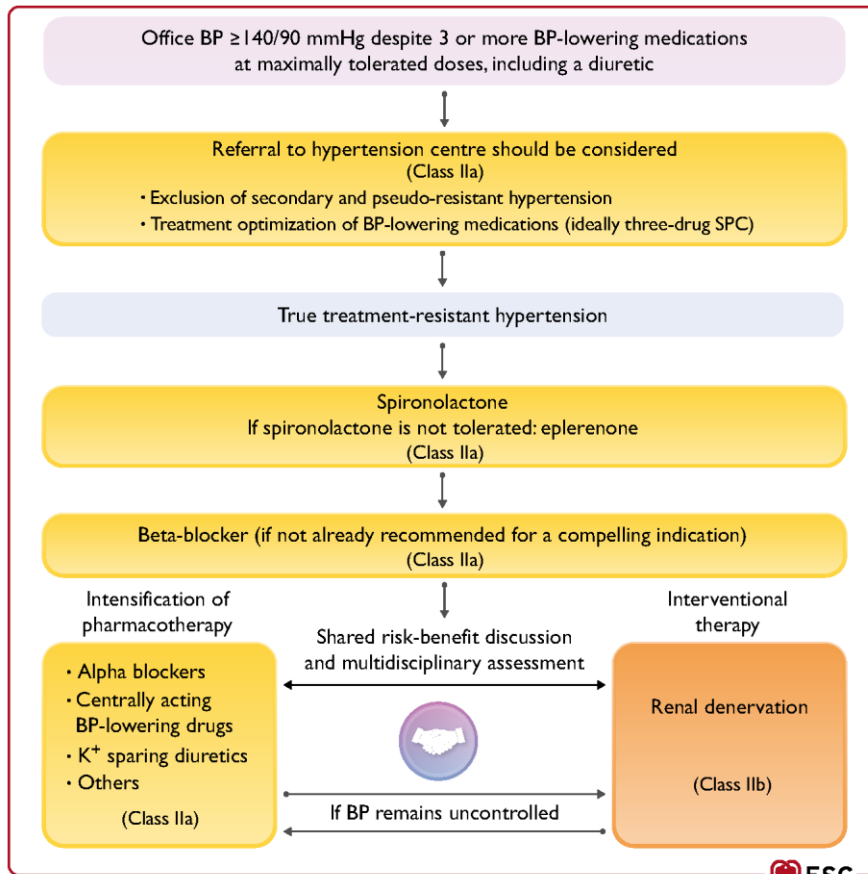 Office BP ≥140/90 mmHg despite 3 or more BP-lowering medications
at maximally tolerated doses, including a diuretic
Referral to hypertension centre should be considered
(Class IIa)
• Exclusion of secondary and pseudo-resistant hypertension
• Treatment optimization of BP-lowering medications (ideally three-drug SPC)
True treatment-resistant hypertension
Spironolactone
If spironolactone is not tolerated: eplerenone
(Class IIa)
Beta-blocker (if not already recommended for a compelling indication)
(Class IIa)
Intensification of
pharmacotherapy
• Alpha blockers
• Centrally acting
BP-lowering drugs
• K⁺ sparing diuretics
• Others
(Class IIa)
Shared risk-benefit discussion
and multidisciplinary assessment
If BP remains uncontrolled
Interventional
therapy
Renal denervation
(Class IIb)
ESC